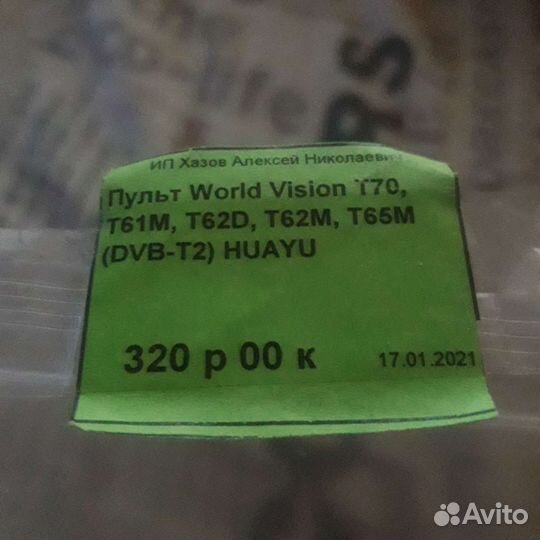 RS
ИП Хазов Алексей Николаевич
Пульт World Vision T70,
T61M, T62D, T62M, T65M
(DVB-T2) HUAYU
320 р 00 к 17.01.2021
Avito